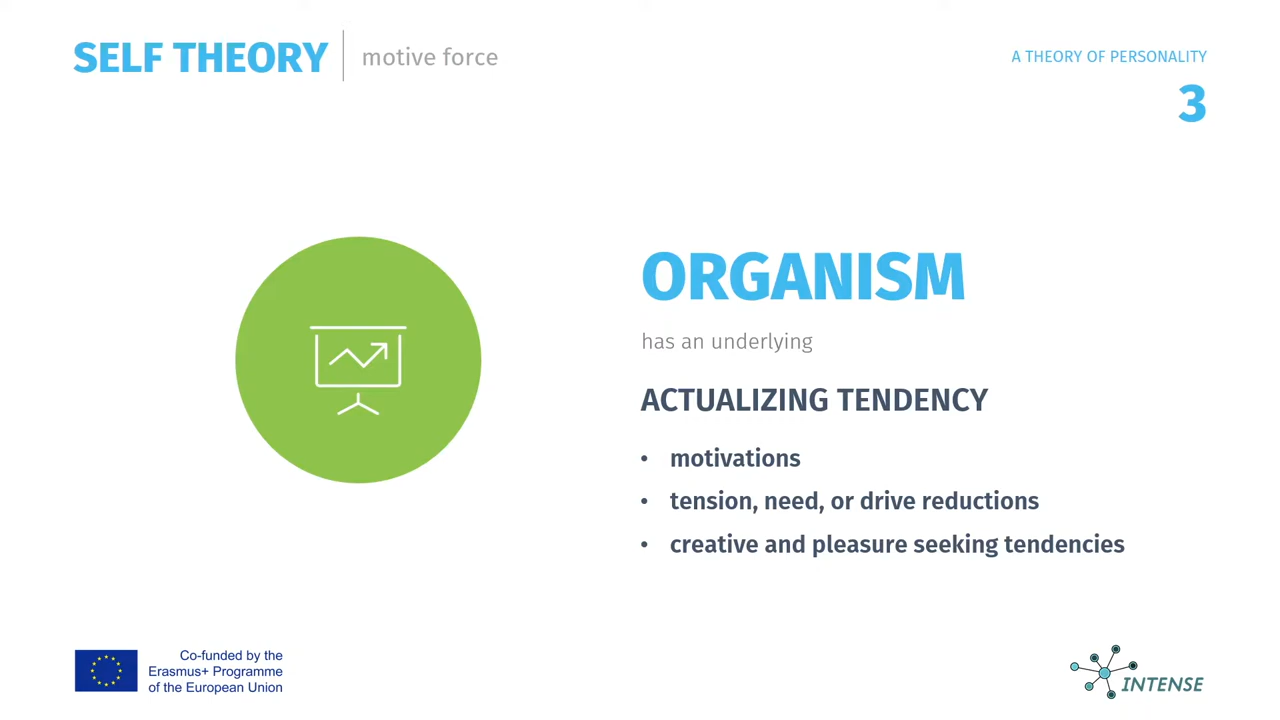 SELF THEORY
motive force
A THEORY OF PERSONALITY
3
ORGANISM
has an underlying
ACTUALIZING TENDENCY
• motivations
• tension, need, or drive reductions
• creative and pleasure seeking tendencies
Co-funded by the
Erasmus+ Programme
of the European Union
INTENSE